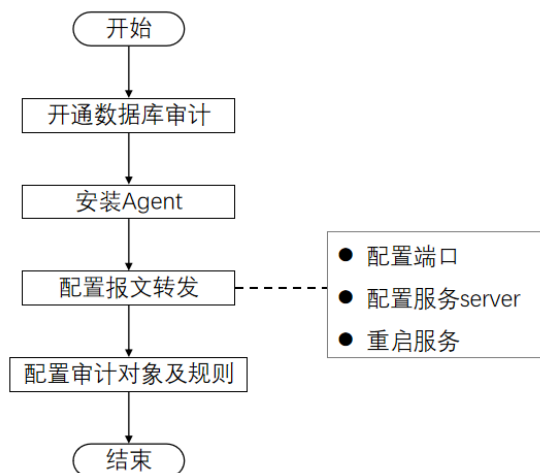 开始
开通数据库审计
安装Agent
配置报文转发
● 配置端口
● 配置服务server
● 重启服务
配置审计对象及规则
结束